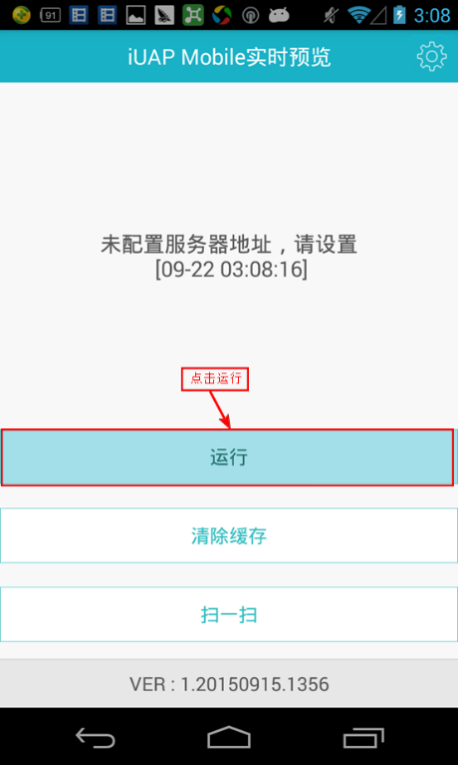 91
3:08
iUAP Mobile实时预览
未配置服务器地址，请设置
[09-22 03:08:16]
点击运行
运行
清除缓存
扫一扫
VER : 1.20150915.1356